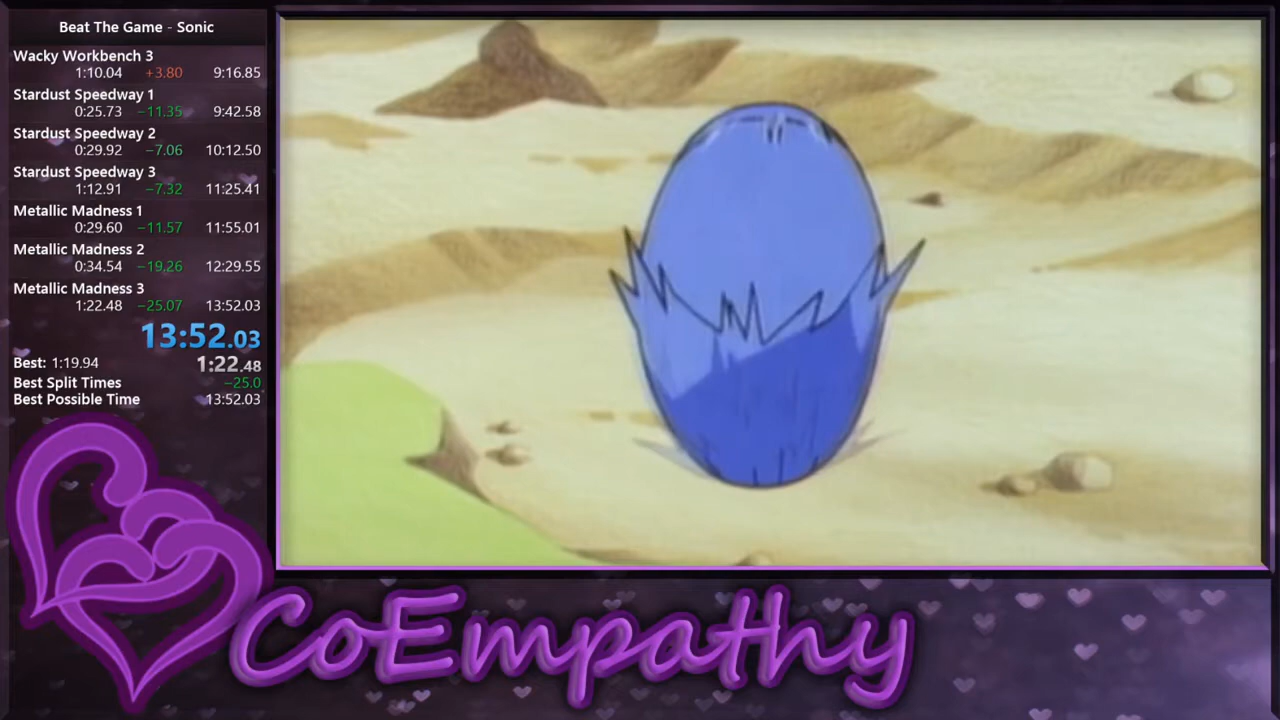 Beat The Game - Sonic
Wacky Workbench 3
1:10.04 +3.80 9:16.85
Stardust Speedway 1
0:25.73 −11.35 9:42.58
Stardust Speedway 2
0:29.92 −7.06 10:12.50
Stardust Speedway 3
1:12.91 −7.32 11:25.41
Metallic Madness 1
0:29.60 −11.57 11:55.01
Metallic Madness 2
0:34.54 −19.26 12:29.55
Metallic Madness 3
1:22.48 −25.07 13:52.03
13:52.03
Best: 1:19.94 1:22.48
Best Split Times −25.0
Best Possible Time 13:52.03
CoEmpathy